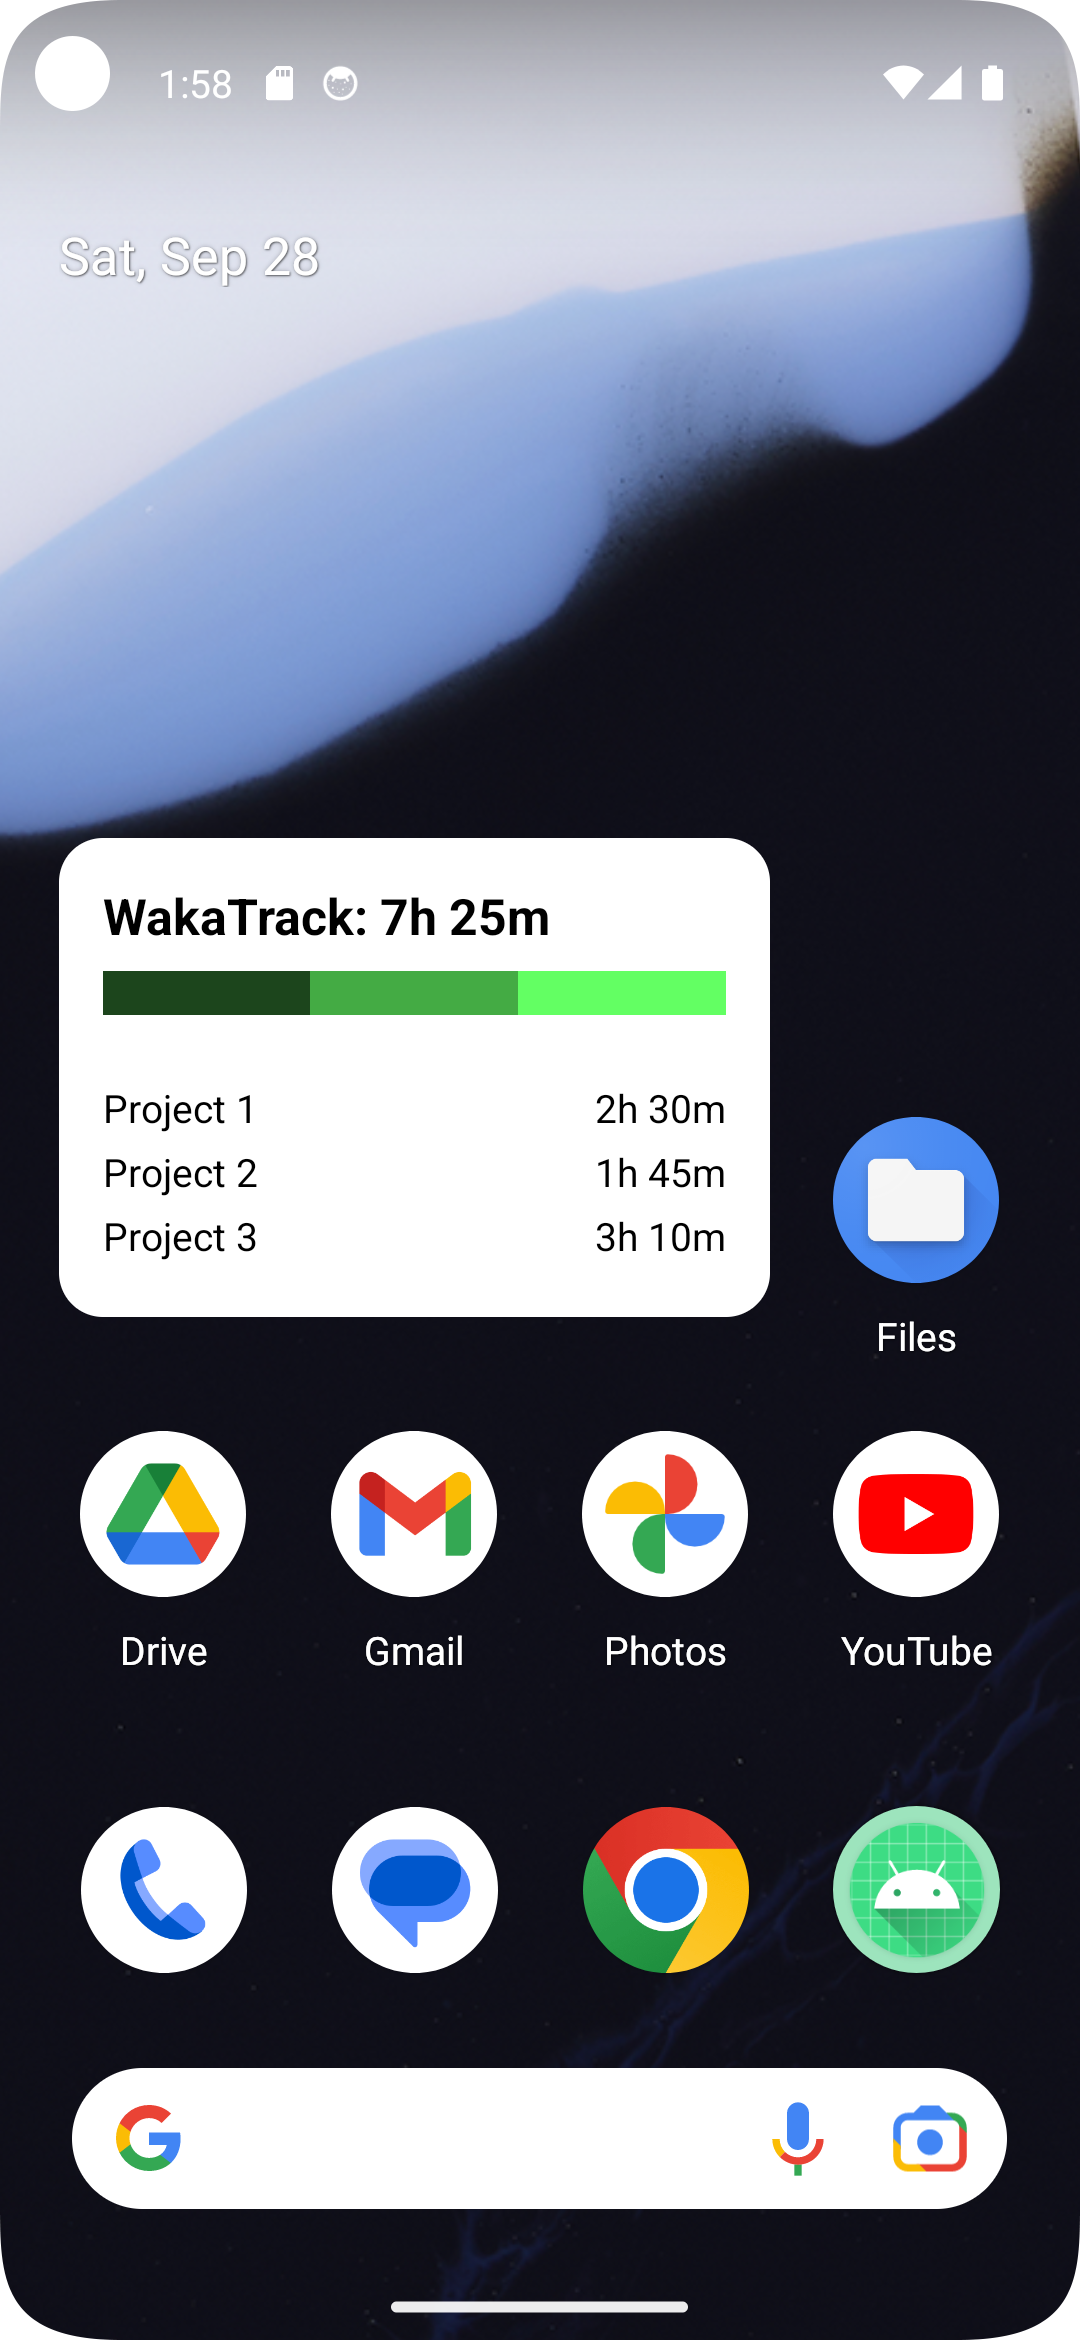 1:58
Sat, Sep 28
WakaTrack: 7h 25m
Project 1 2h 30m
Project 2 1h 45m
Project 3 3h 10m
Files
Drive Gmail Photos YouTube